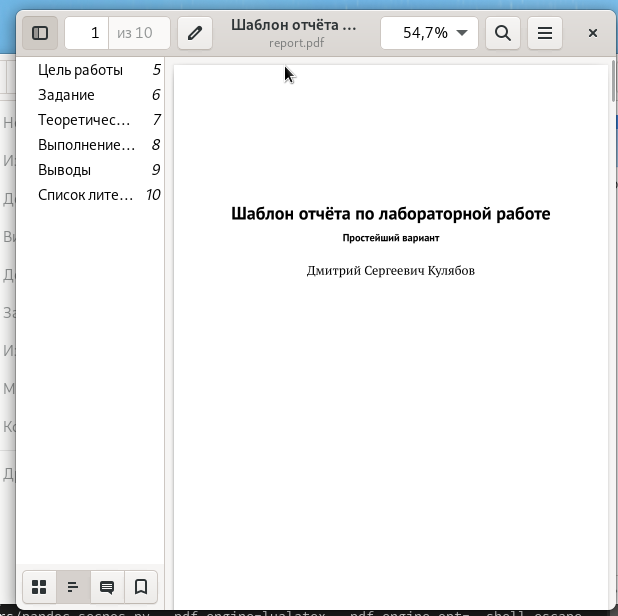 1 из 10
Шаблон отчёта ...
report.pdf
54,7%
Цель работы 5
Задание 6
Теоретичес... 7
Выполнение... 8
Выводы 9
Список лите... 10
Шаблон отчёта по лабораторной работе
Простейший вариант
Дмитрий Сергеевич Кулябов